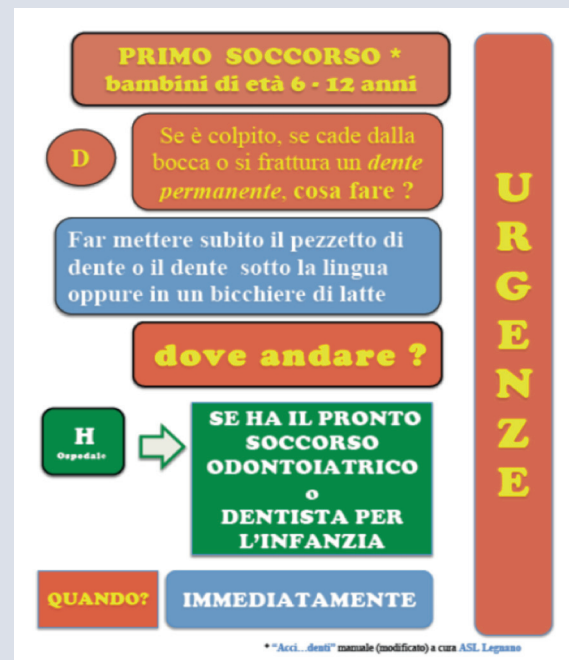 PRIMO SOCCORSO *
bambini di età 6 - 12 anni
D
Se è colpito, se cade dalla
bocca o si frattura un dente
permanente, cosa fare ?
Far mettere subito il pezzetto di
dente o il dente sotto la lingua
oppure in un bicchiere di latte
dove andare ?
H
Ospedale
SE HA IL PRONTO
SOCCORSO
ODONTOIATRICO
o
DENTISTA PER
L'INFANZIA
QUANDO?
IMMEDIATAMENTE
URGENZE
* "Acci...denti" manuale (modificato) a cura ASL Legnano